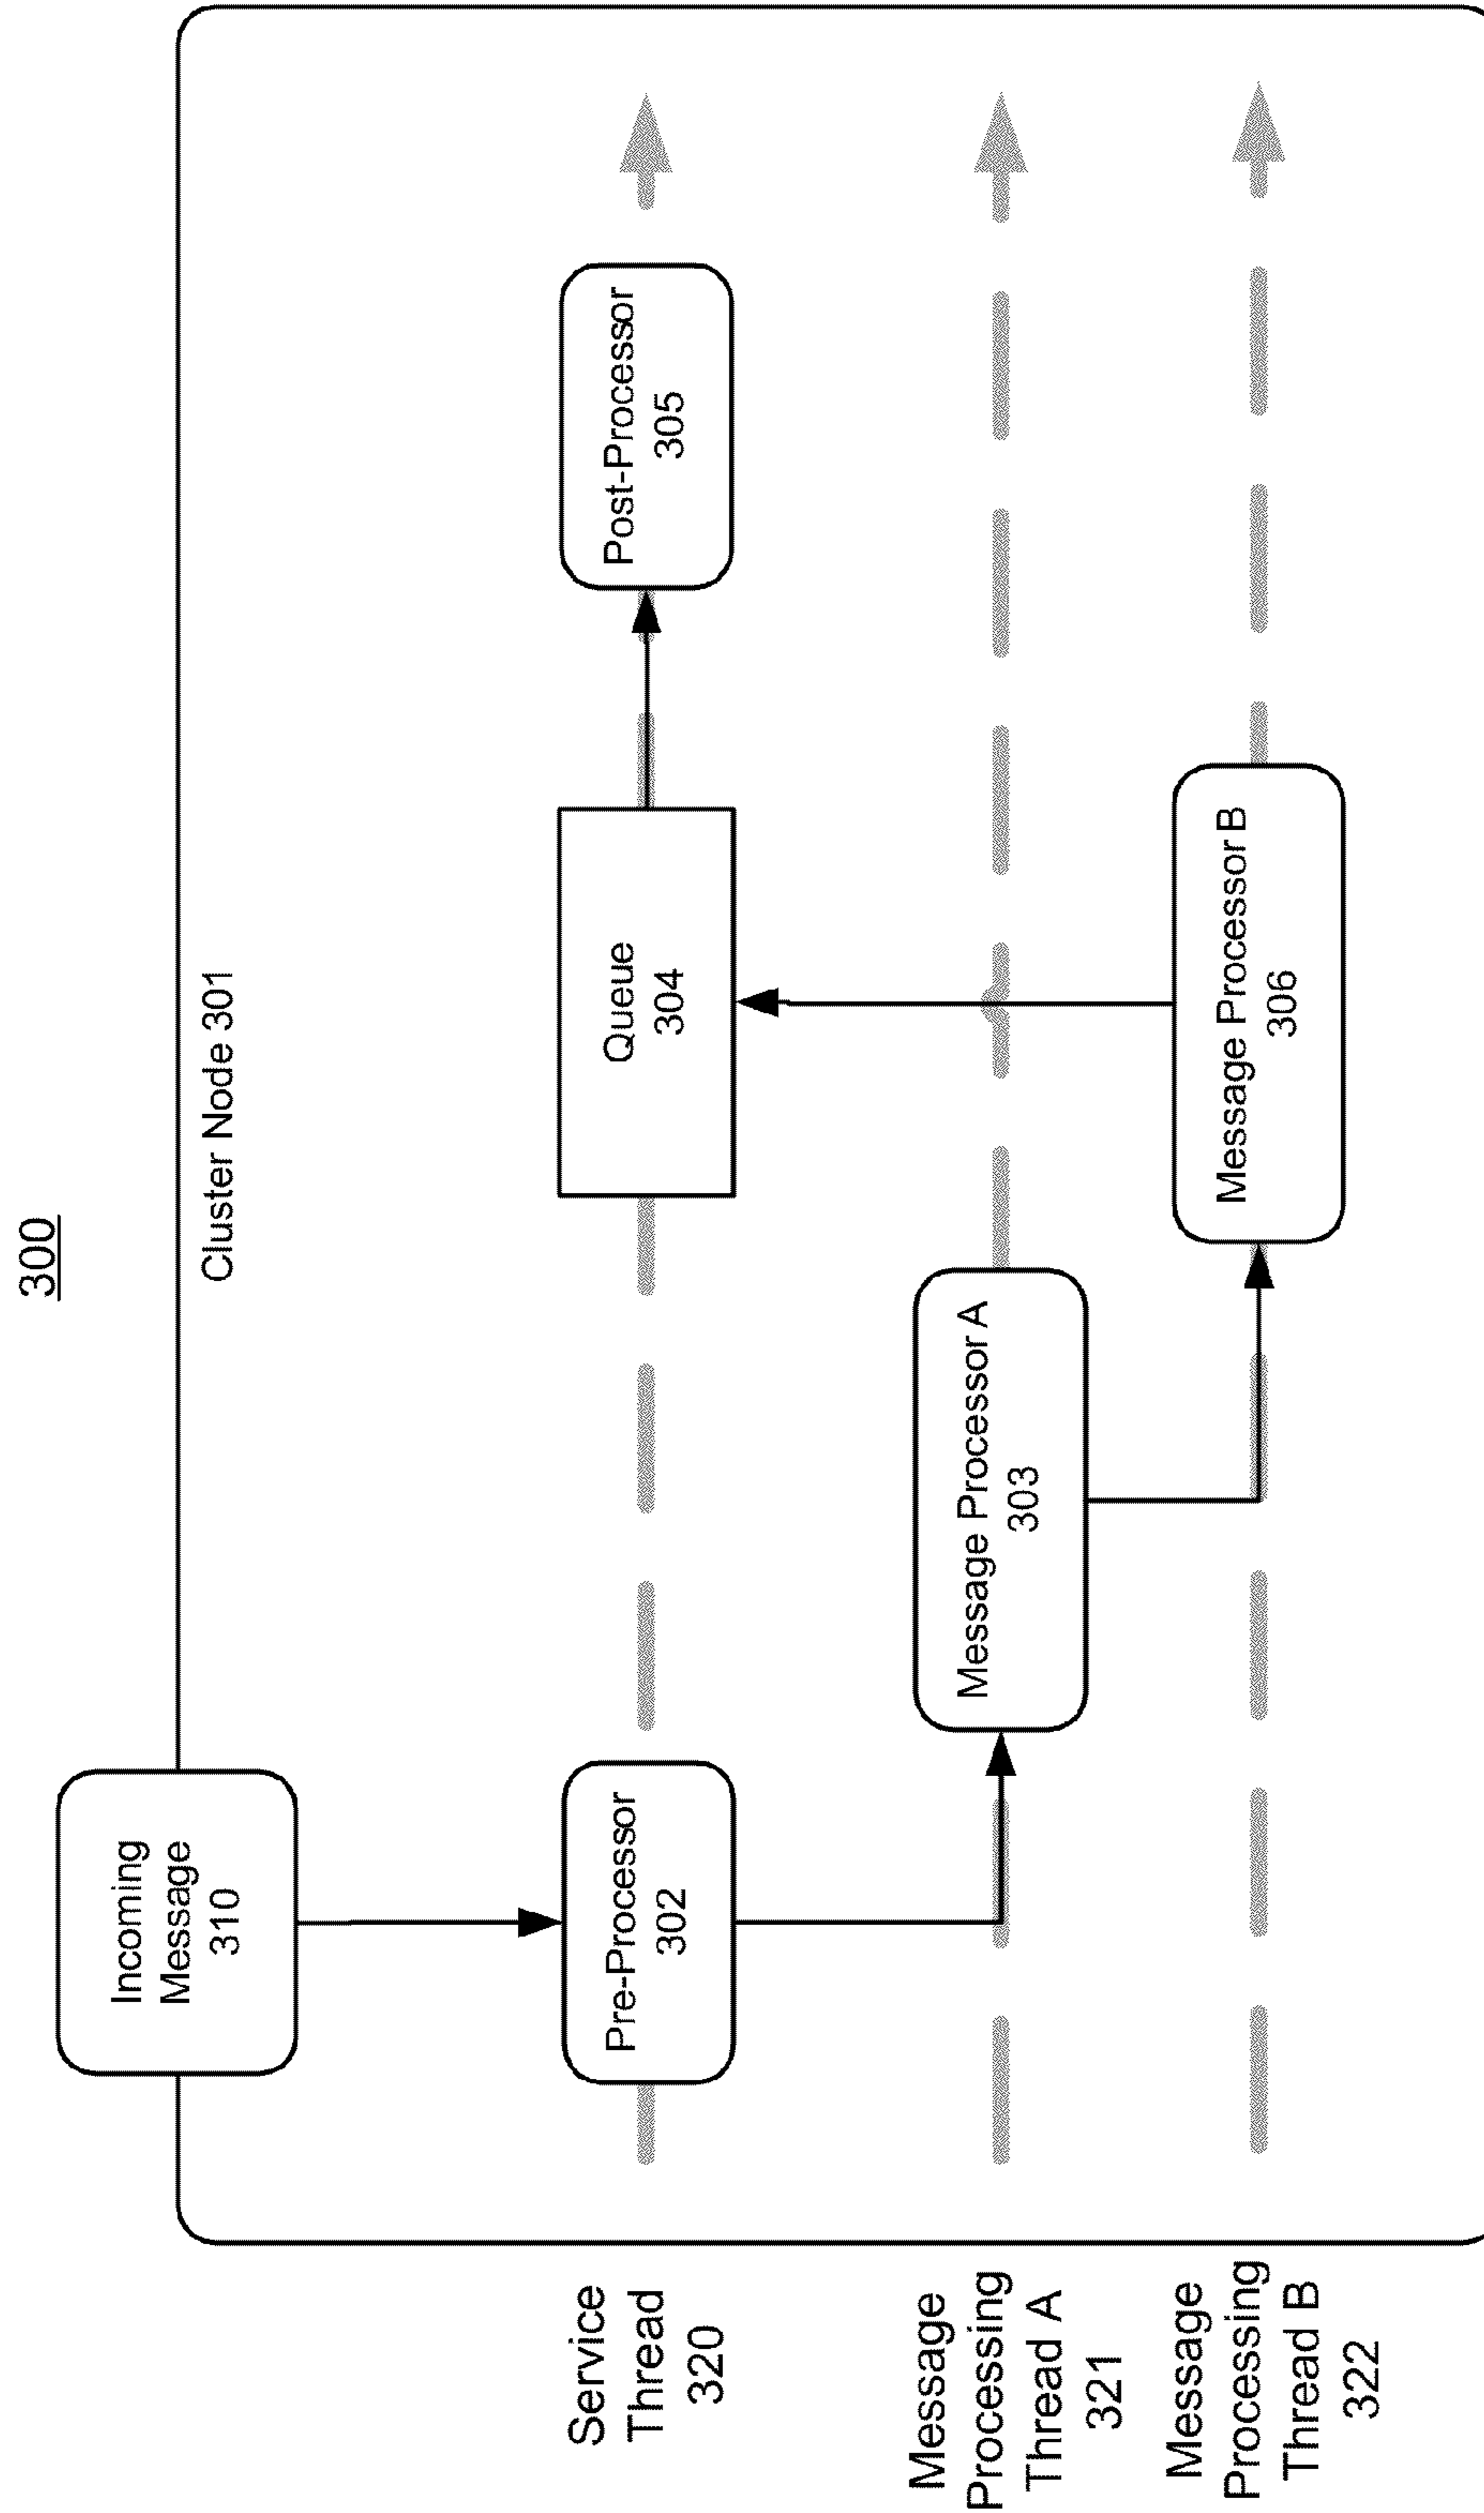 300
Cluster Node 301
Incoming
Message
310
Service
Thread
320
Pre-Processor
302
Queue
304
Post-Processor
305
Message
Processing
Thread A
321
Message Processor A
303
Message
Processing
Thread B
322
Message Processor B
306